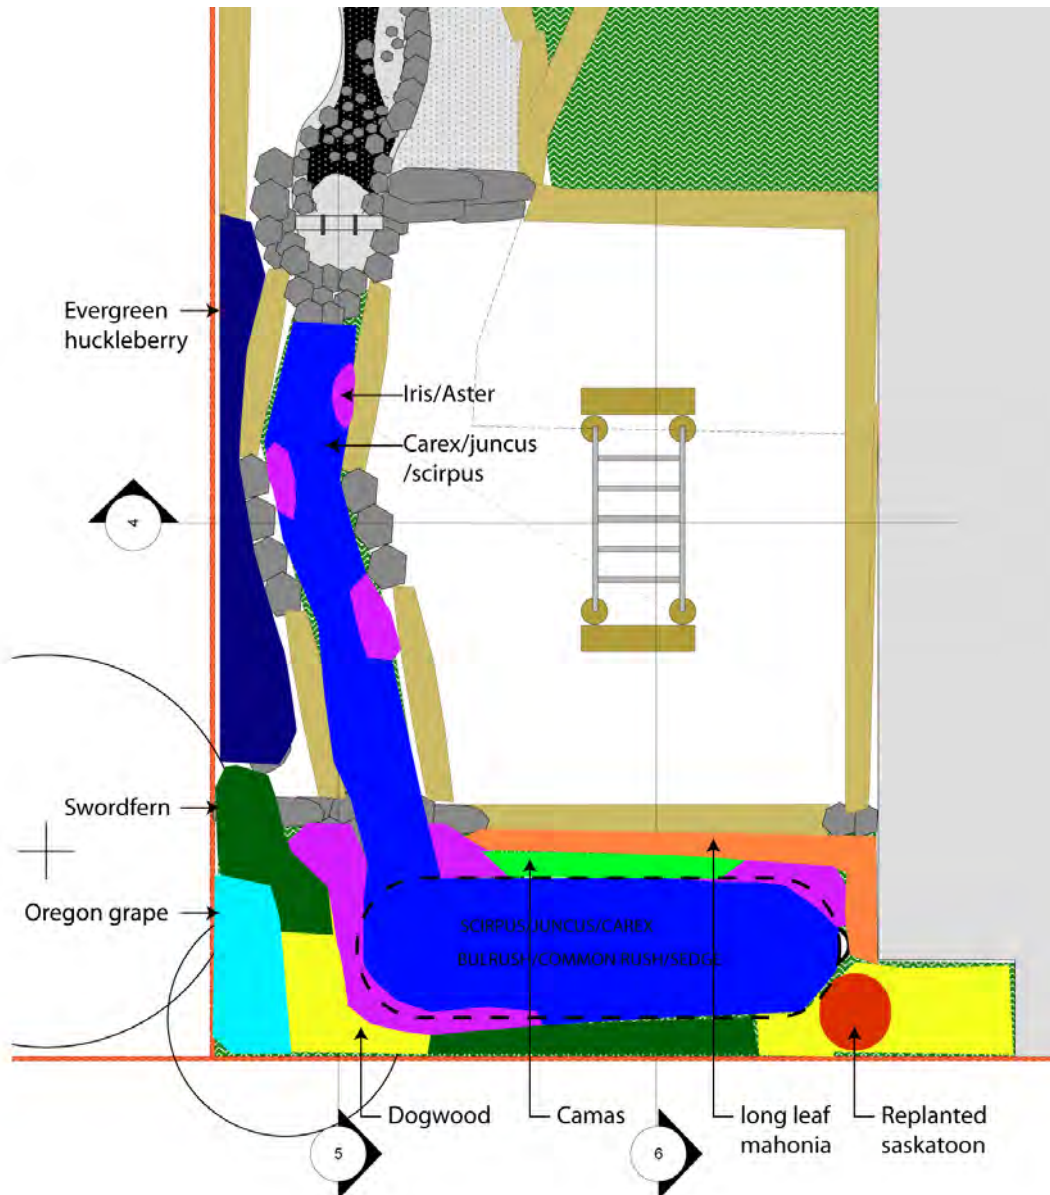 Evergreen
huckleberry
Iris/Aster
Carex/juncus
/scirpus
4
Swordfern
Oregon grape
SCIRPUS/JUNCUS/CAREX
BULRUSH/COMMON RUSH/SEDGE
Dogwood
Camas
long leaf
mahonia
Replanted
saskatoon
5
6